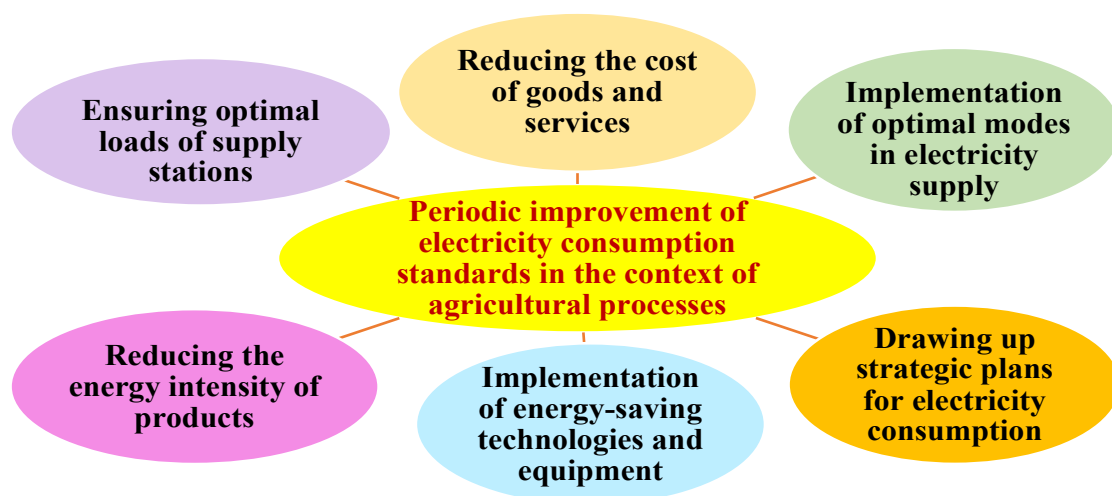 Ensuring optimal
loads of supply
stations
Reducing the cost
of goods and
services
Implementation
of optimal modes
in electricity
supply
Periodic improvement of
electricity consumption
standards in the context of
agricultural processes
Reducing the
energy intensity of
products
Implementation
of energy-saving
technologies and
equipment
Drawing up
strategic plans
for electricity
consumption